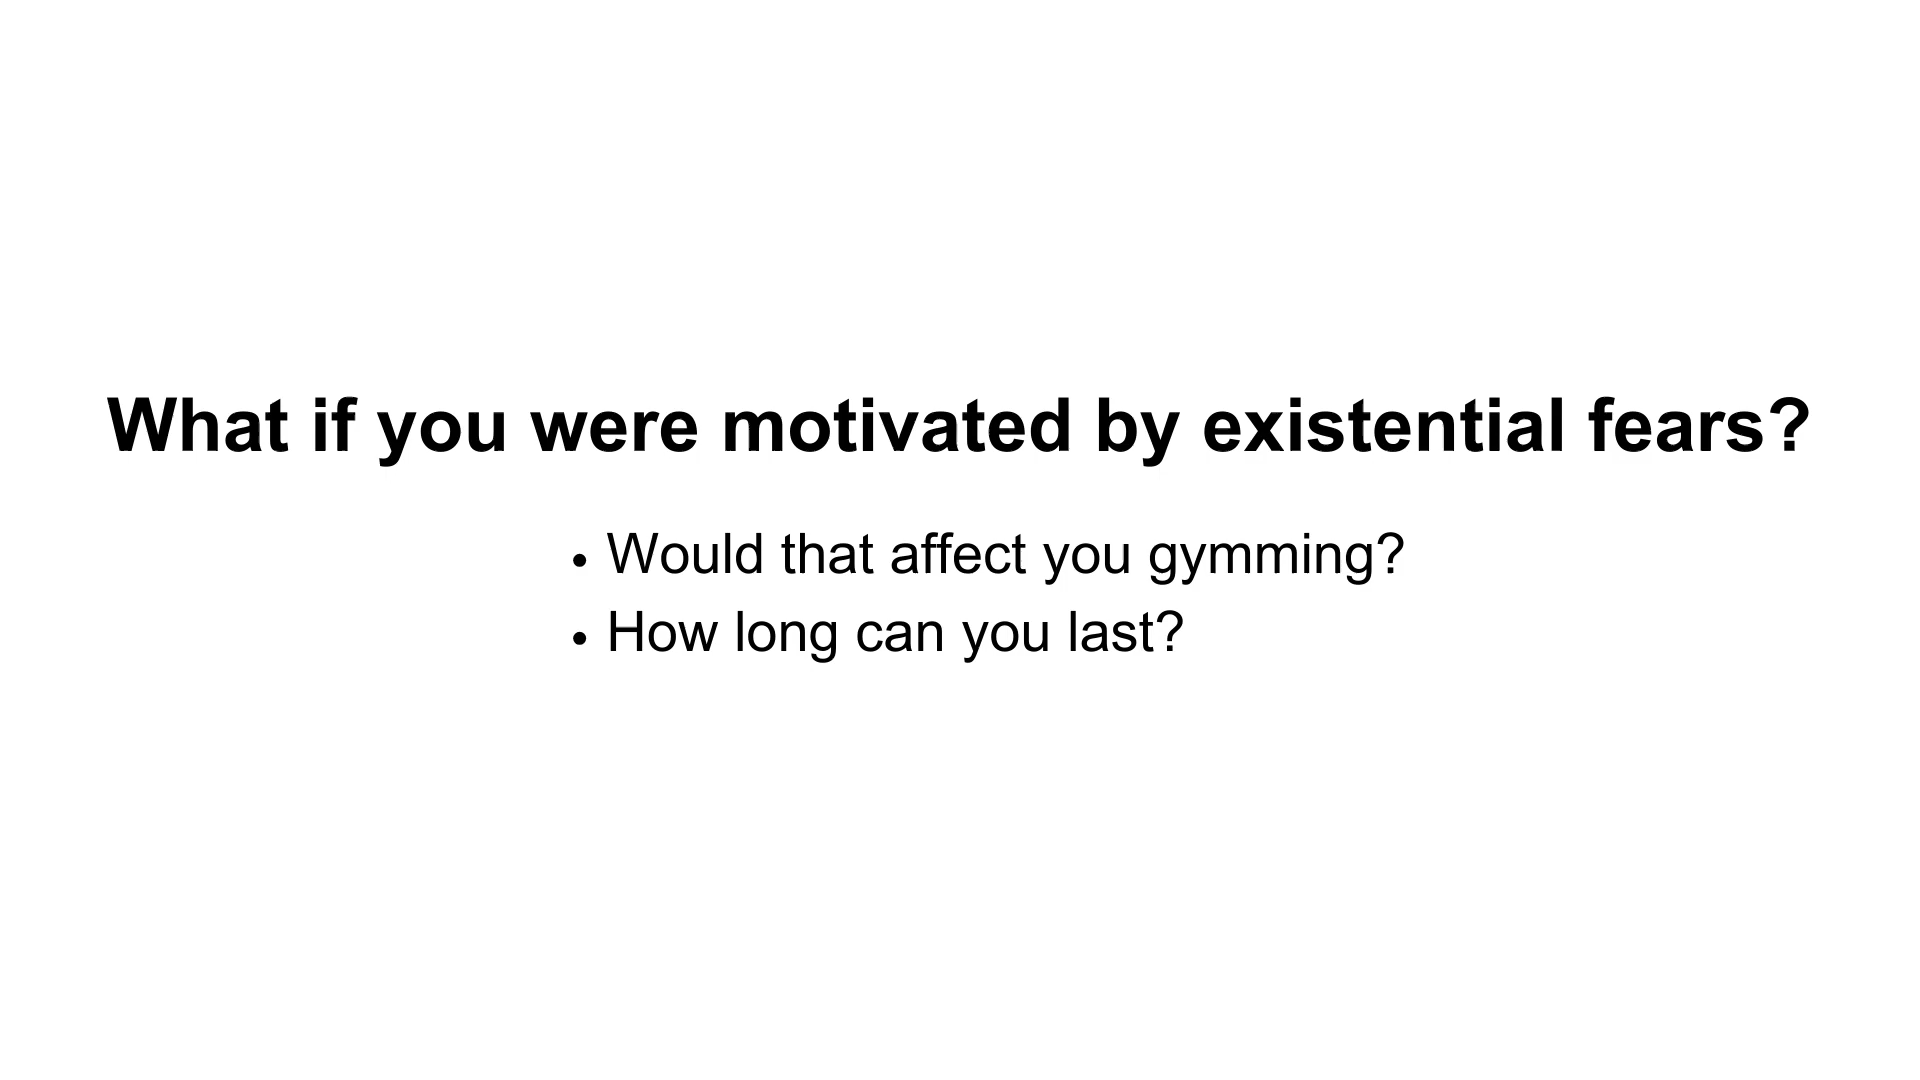 What if you were motivated by existential fears?
• Would that affect you gymming?
• How long can you last?